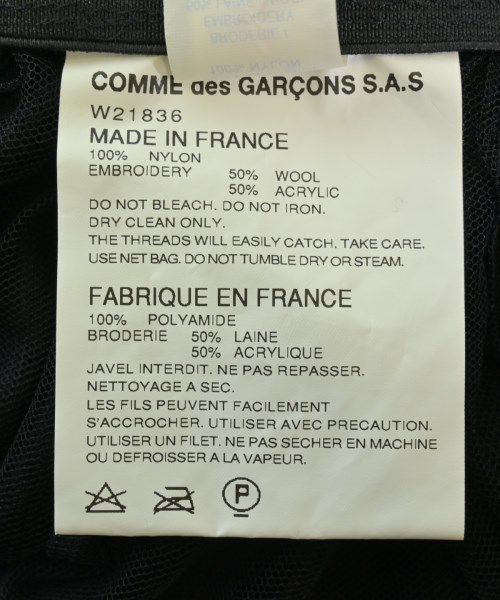 EMBROIDERY
BRODERIE/
100% NYLON
COMME des GARÇONS S.A.S
W21836
MADE IN FRANCE
100% NYLON
EMBROIDERY 50% WOOL
50% ACRYLIC
DO NOT BLEACH. DO NOT IRON.
DRY CLEAN ONLY.
THE THREADS WILL EASILY CATCH. TAKE CARE.
USE NET BAG. DO NOT TUMBLE DRY OR STEAM.
FABRIQUE EN FRANCE
100% POLYAMIDE
BRODERIE 50% LAINE
50% ACRYLIQUE
JAVEL INTERDIT. NE PAS REPASSER.
NETTOYAGE A SEC.
LES FILS PEUVENT FACILEMENT
S'ACCROCHER. UTILISER AVEC PRECAUTION.
UTILISER UN FILET. NE PAS SECHER EN MACHINE
OU DEFROISSER A LA VAPEUR.
P